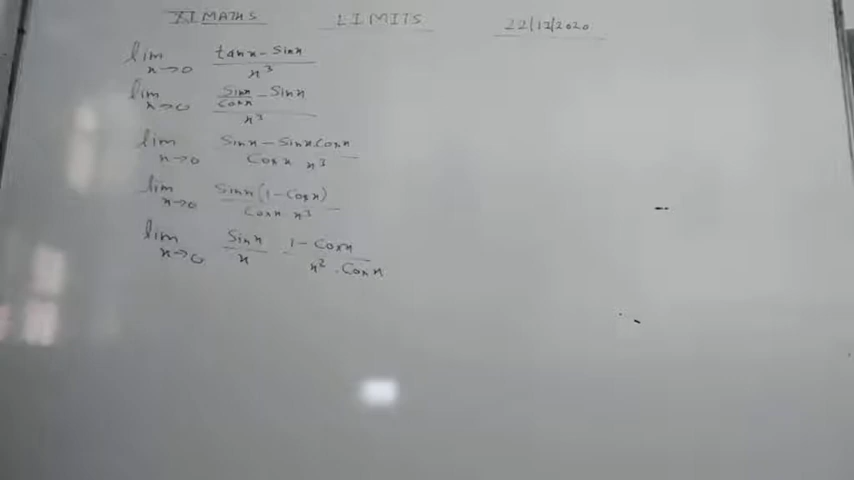 XI MATHS LIMITS 22/12/2020
lim x→0 (tanx - Sinx)/x³
lim x→0 (Sinx/Cosx - Sinx)/x³
lim x→0 (Sinx - Sinx.Cosx)/(Cosx x³)
lim x→0 Sinx(1-Cosx)/(Cosx x³)
lim x→0 Sinx/x · (1-Cosx)/(x².Cosx)